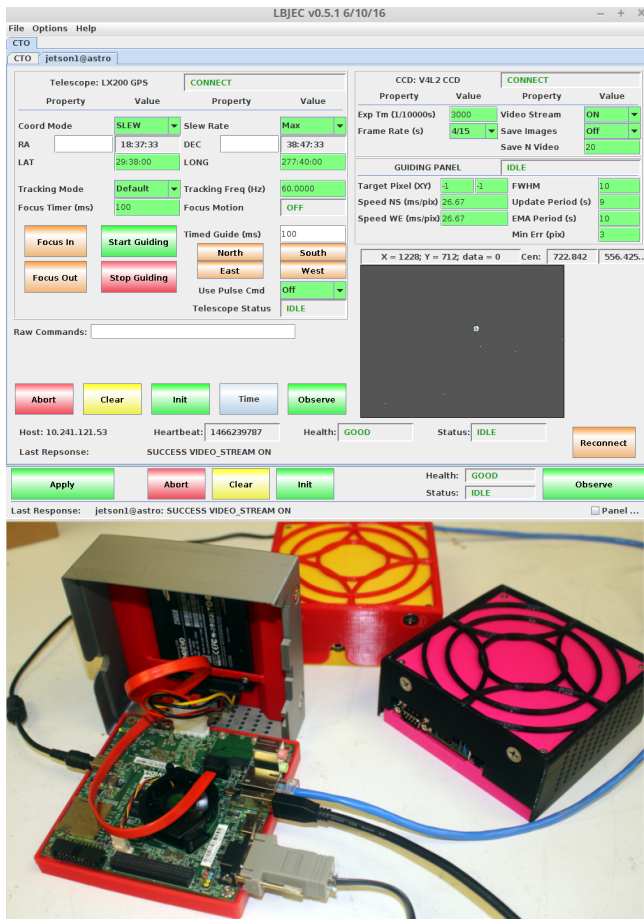 LBJEC v0.5.1 6/10/16
File Options Help
CTO
CTO jetson1@astro
Telescope: LX200 GPS CONNECT
Property Value Property Value
Coord Mode SLEW Slew Rate Max
RA 18:37:33 DEC 38:47:33
LAT 29:38:00 LONG 277:40:00
Tracking Mode Default Tracking Freq (Hz) 60.0000
Focus Timer (ms) 100 Focus Motion OFF
Focus In Start Guiding Timed Guide (ms) 100
North South
Focus Out Stop Guiding East West
Use Pulse Cmd Off
Telescope Status IDLE
Raw Commands:
Abort Clear Init Time Observe
CCD: V4L2 CCD CONNECT
Property Value Property Value
Exp Tm (1/10000s) 3000 Video Stream ON
Frame Rate (s) 4/15 Save Images Off
Save N Video 20
GUIDING PANEL IDLE
Target Pixel (XY) -1 -1 FWHM 10
Speed NS (ms/pix) 26.67 Update Period (s) 9
Speed WE (ms/pix) 26.67 EMA Period (s) 10
Min Err (pix) 3
X = 1228; Y = 712; data = 0 Cen: 722.842 556.425...
Host: 10.241.121.53 Heartbeat: 1466239787 Health: GOOD Status: IDLE
Reconnect
Last Repsonse: SUCCESS VIDEO_STREAM ON
Apply Abort Clear Init Health: GOOD Observe
Status: IDLE
Last Response: jetson1@astro: SUCCESS VIDEO_STREAM ON Panel ...